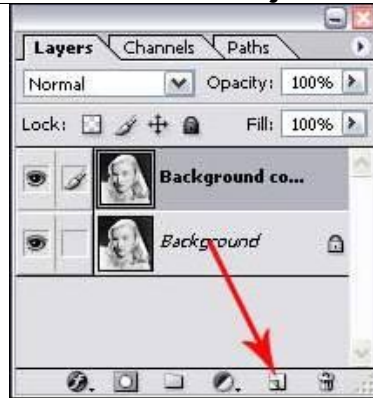 Layers Channels Paths
Normal Opacity: 100%
Lock: Fill: 100%
Background co...
Background